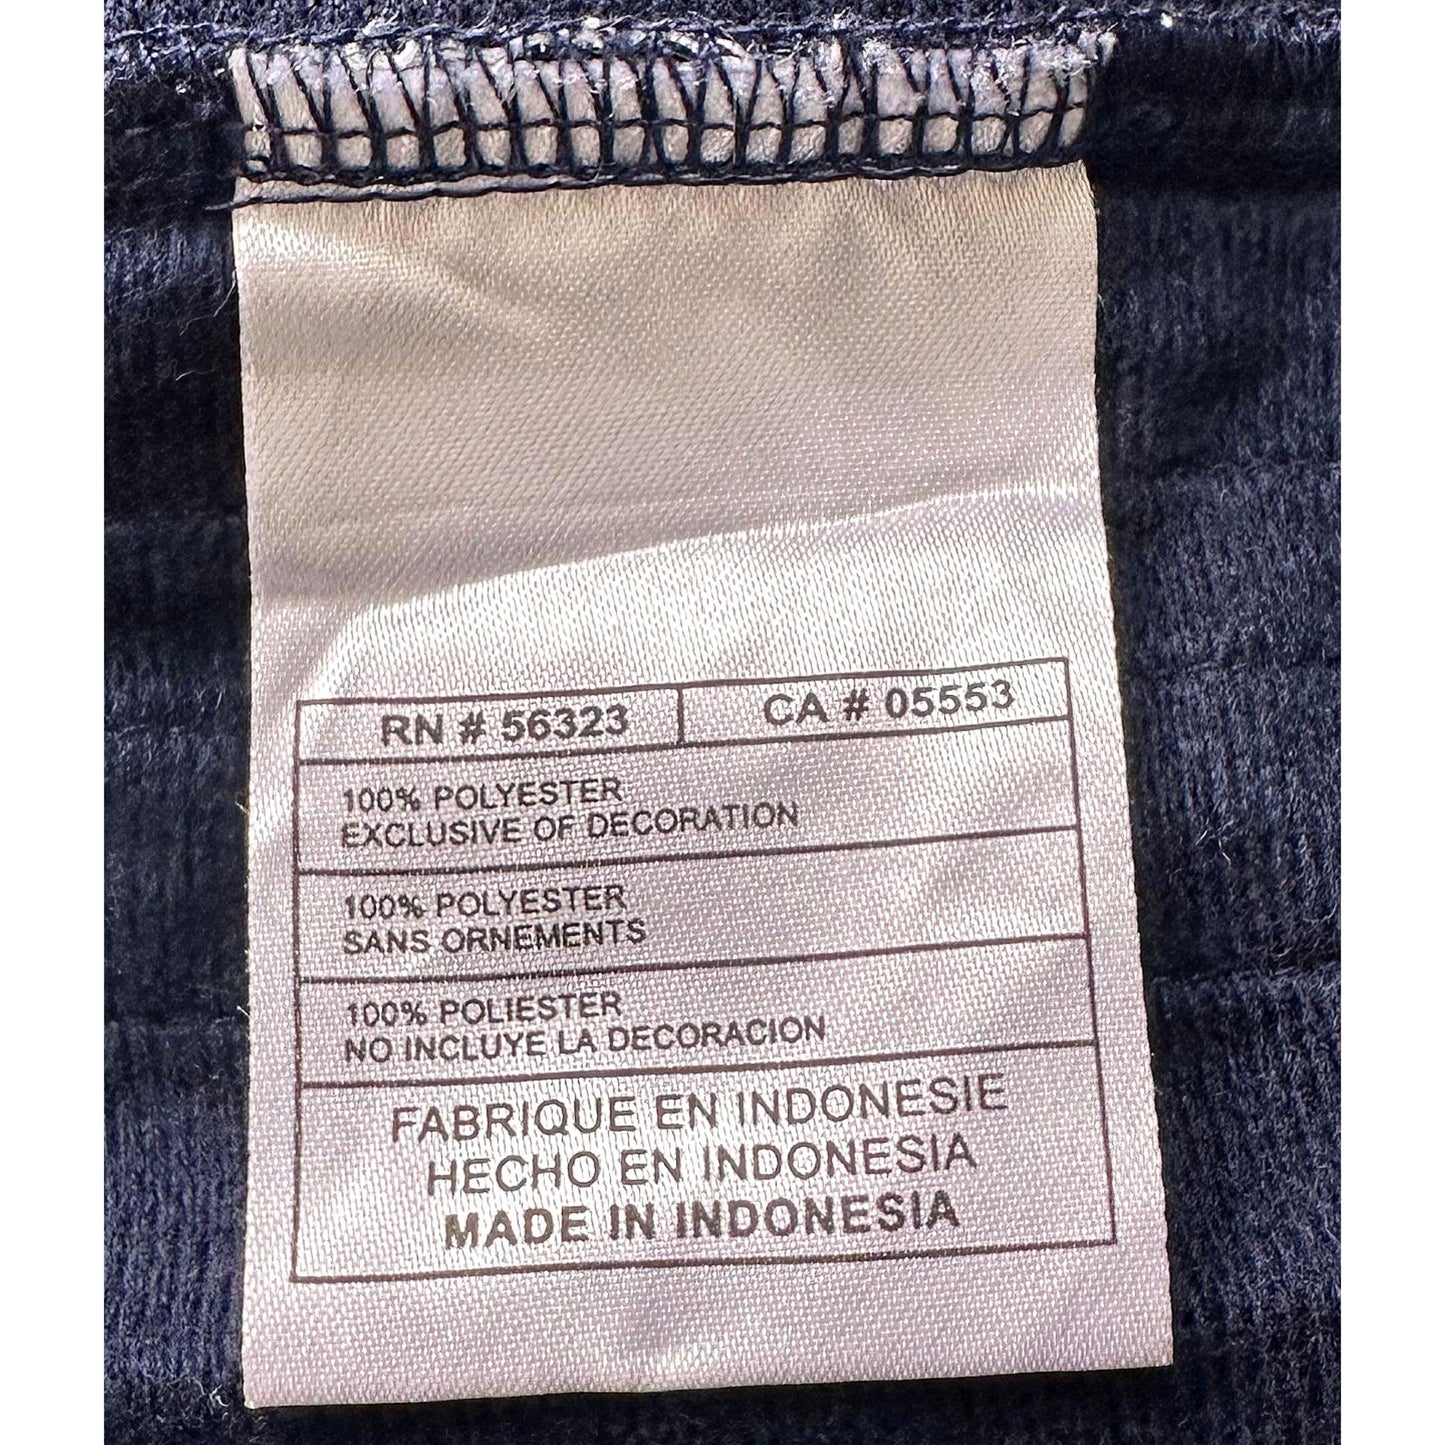 RN # 56323 CA # 05553
100% POLYESTER
EXCLUSIVE OF DECORATION
100% POLYESTER
SANS ORNEMENTS
100% POLIESTER
NO INCLUYE LA DECORACION
FABRIQUE EN INDONESIE
HECHO EN INDONESIA
MADE IN INDONESIA